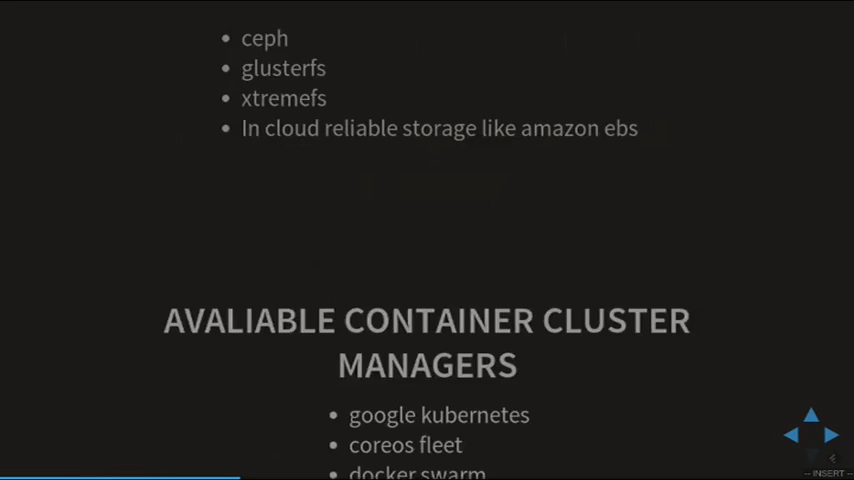 ceph
glusterfs
xtremefs
In cloud reliable storage like amazon ebs
AVALIABLE CONTAINER CLUSTER
MANAGERS
google kubernetes
coreos fleet
docker swarm
-- INSERT --